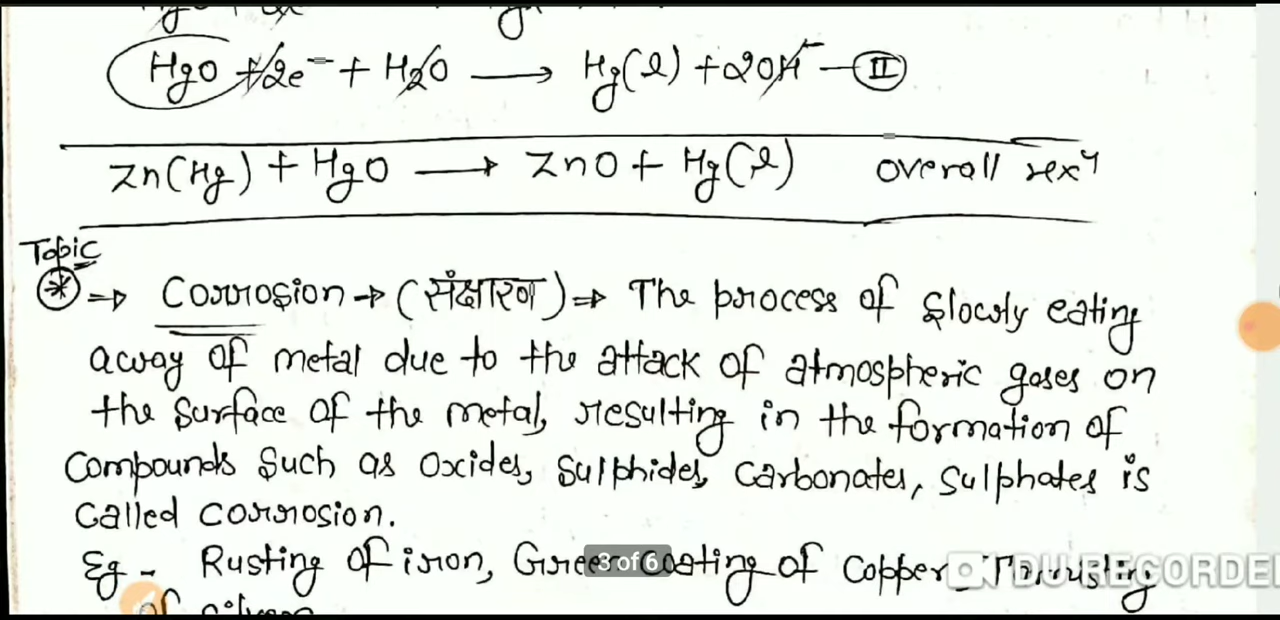 HgO + 2e⁻ + H2O → Hg(l) + 2OH⁻ — II
Zn(Hg) + HgO → ZnO + Hg(l) overall rexⁿ
Topic
⊛ ⇒ Corrosion → (संक्षारण) ⇒ The process of slowly eating
away of metal due to the attack of atmospheric gases on
the surface of the metal, resulting in the formation of
compounds such as oxides, sulphides, carbonates, sulphates is
called corrosion.
Eg - Rusting of iron, Green coating of Copper,
3 of 6
DU RECORDER